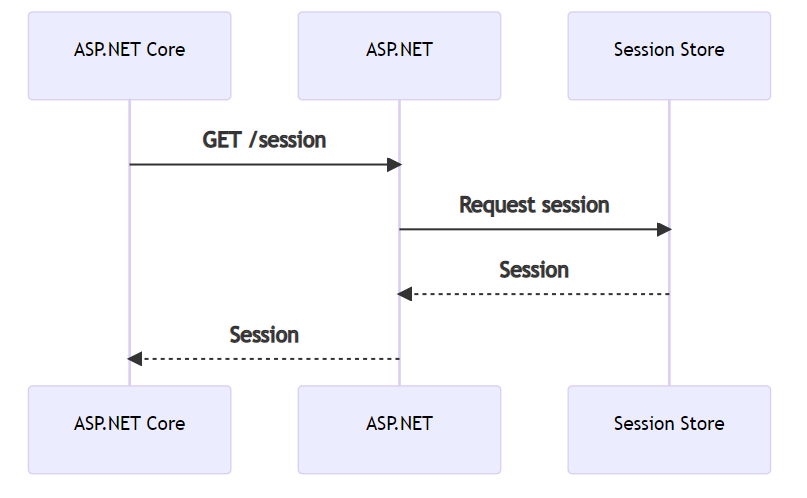 ASP.NET Core
ASP.NET
Session Store
GET /session
Request session
Session
Session
ASP.NET Core
ASP.NET
Session Store